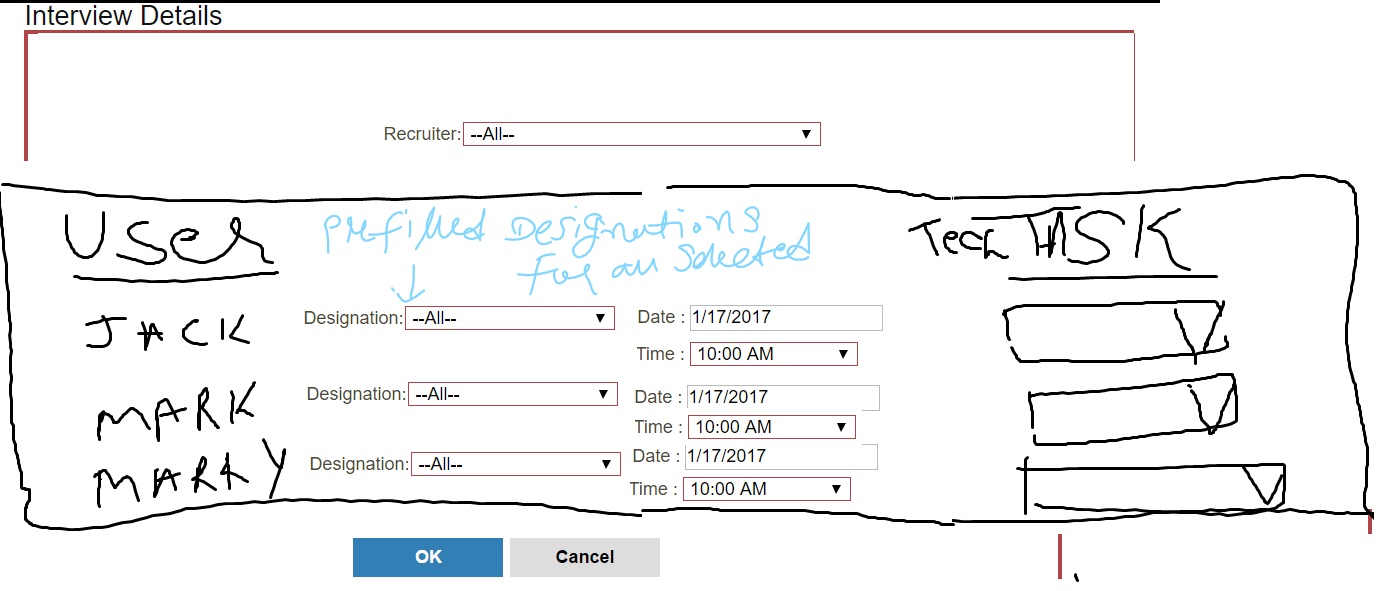 Interview Details
Recruiter: --All--
User Prefilled Designations Tech TASK
For all Selected
JACK Designation: --All-- Date : 1/17/2017
Time : 10:00 AM
MARK Designation: --All-- Date : 1/17/2017
Time : 10:00 AM
MARKY Designation: --All-- Date : 1/17/2017
Time : 10:00 AM
OK Cancel